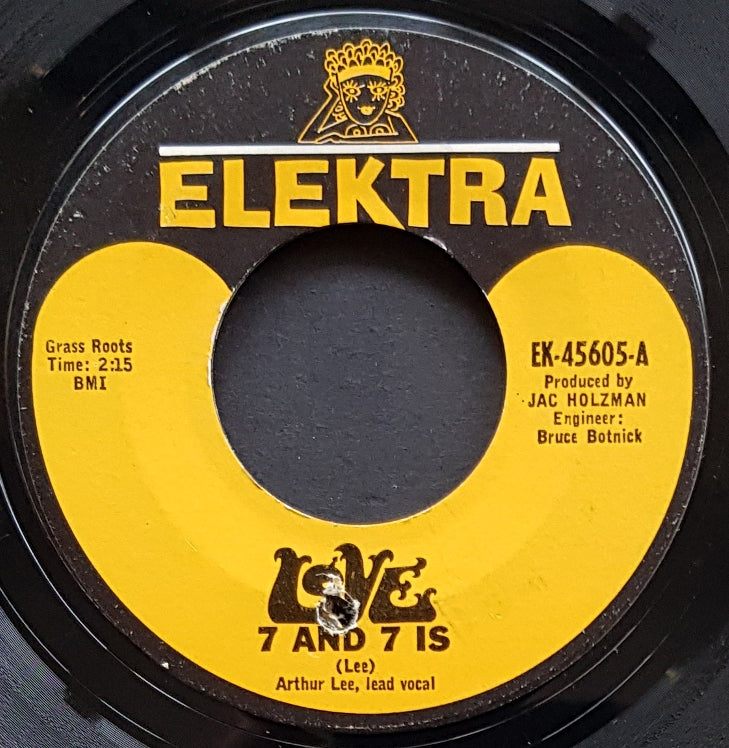 ELEKTRA
Grass Roots
Time: 2:15
BMI
EK-45605-A
Produced by
JAC HOLZMAN
Engineer:
Bruce Botnick
LOVE
7 AND 7 IS
(Lee)
Arthur Lee, lead vocal